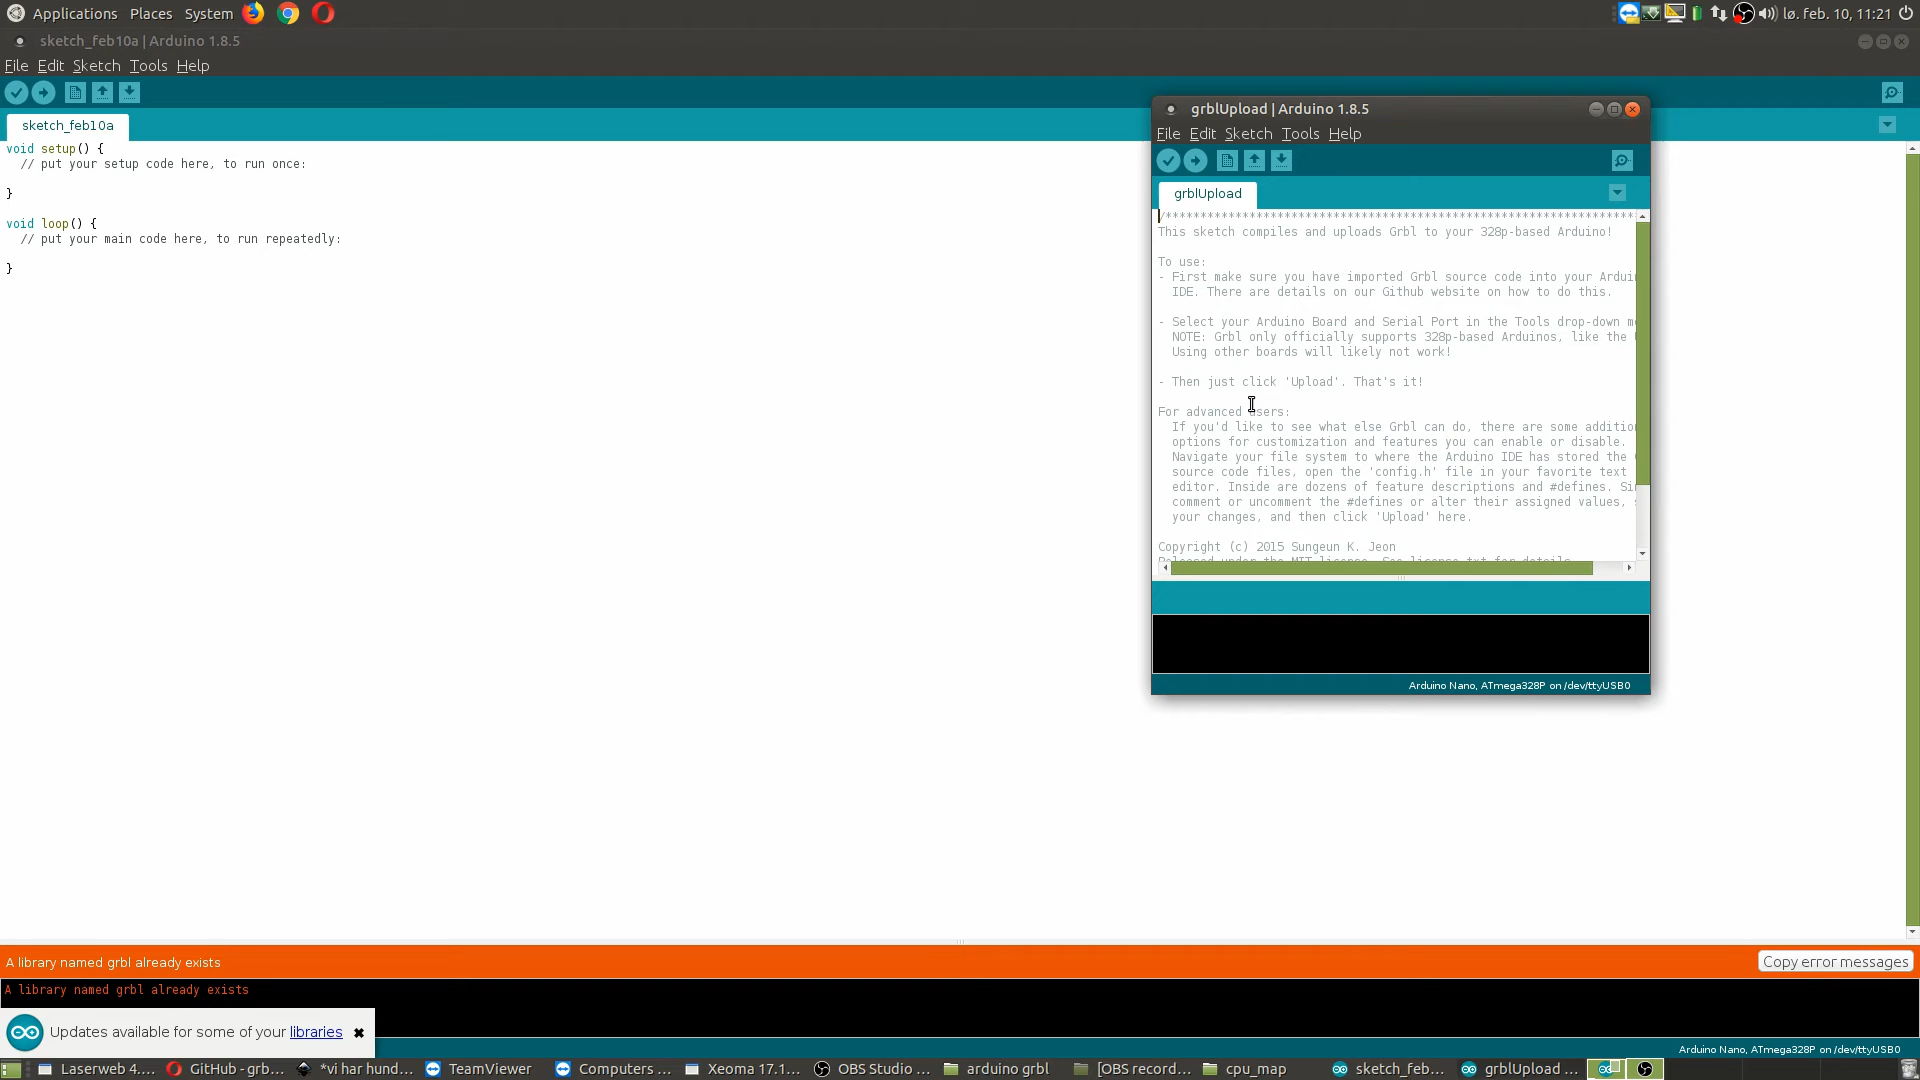 Applications Places System
lø. feb. 10, 11:21
sketch_feb10a | Arduino 1.8.5
File Edit Sketch Tools Help
sketch_feb10a
void setup() {
// put your setup code here, to run once:
}
void loop() {
// put your main code here, to run repeatedly:
}
grblUpload | Arduino 1.8.5
File Edit Sketch Tools Help
grblUpload
/*******************************************************************
This sketch compiles and uploads Grbl to your 328p-based Arduino!
To use:
- First make sure you have imported Grbl source code into your Arduin
IDE. There are details on our Github website on how to do this.
- Select your Arduino Board and Serial Port in the Tools drop-down m
NOTE: Grbl only officially supports 328p-based Arduinos, like the
Using other boards will likely not work!
- Then just click 'Upload'. That's it!
For advanced users:
If you'd like to see what else Grbl can do, there are some addition
options for customization and features you can enable or disable.
Navigate your file system to where the Arduino IDE has stored the
source code files, open the 'config.h' file in your favorite text
editor. Inside are dozens of feature descriptions and #defines. Sim
comment or uncomment the #defines or alter their assigned values, s
your changes, and then click 'Upload' here.
Copyright (c) 2015 Sungeun K. Jeon
Released under the MIT-license. See license.txt for details.
Arduino Nano, ATmega328P on /dev/ttyUSB0
A library named grbl already exists
Copy error messages
A library named grbl already exists
Updates available for some of your libraries
Arduino Nano, ATmega328P on /dev/ttyUSB0
Laserweb 4.... GitHub - grb... *vi har hund... TeamViewer Computers ... Xeoma 17.1... OBS Studio ... arduino grbl [OBS record... cpu_map sketch_feb... grblUpload ...